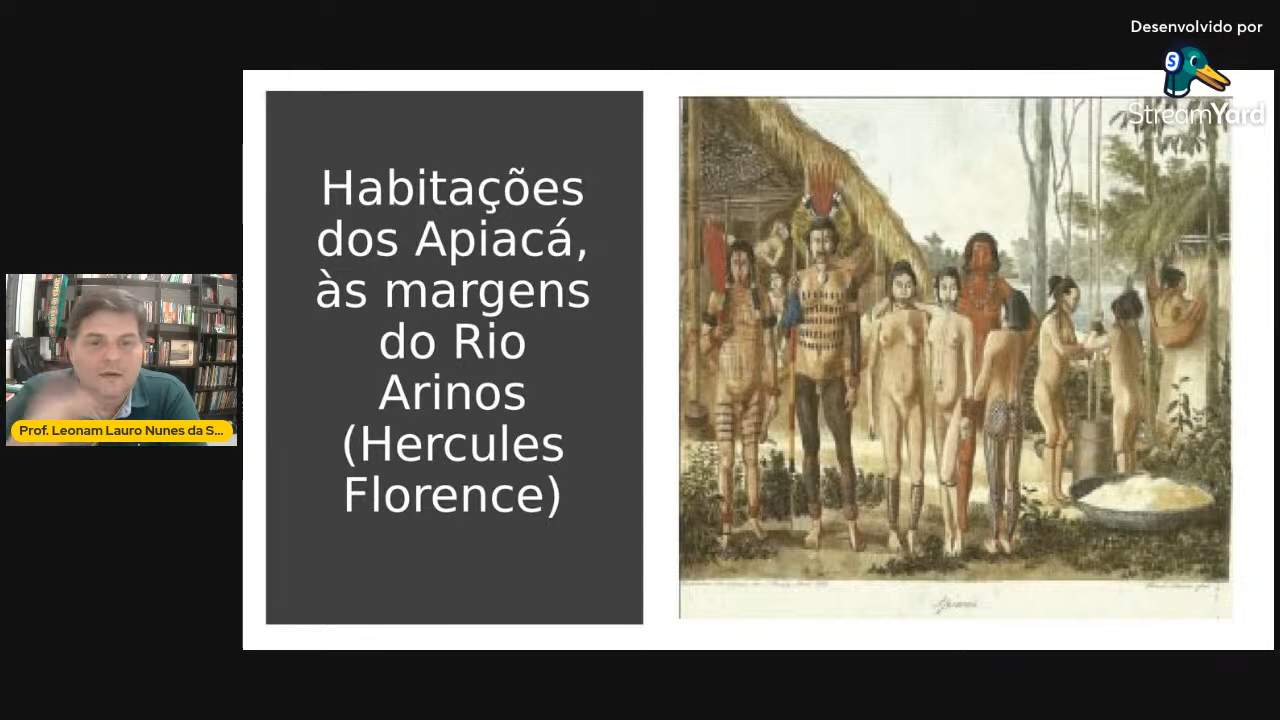 Desenvolvido por
S
StreamYard
Habitações
dos Apiacá,
às margens
do Rio
Arinos
(Hercules
Florence)
Prof. Leonam Lauro Nunes da S...